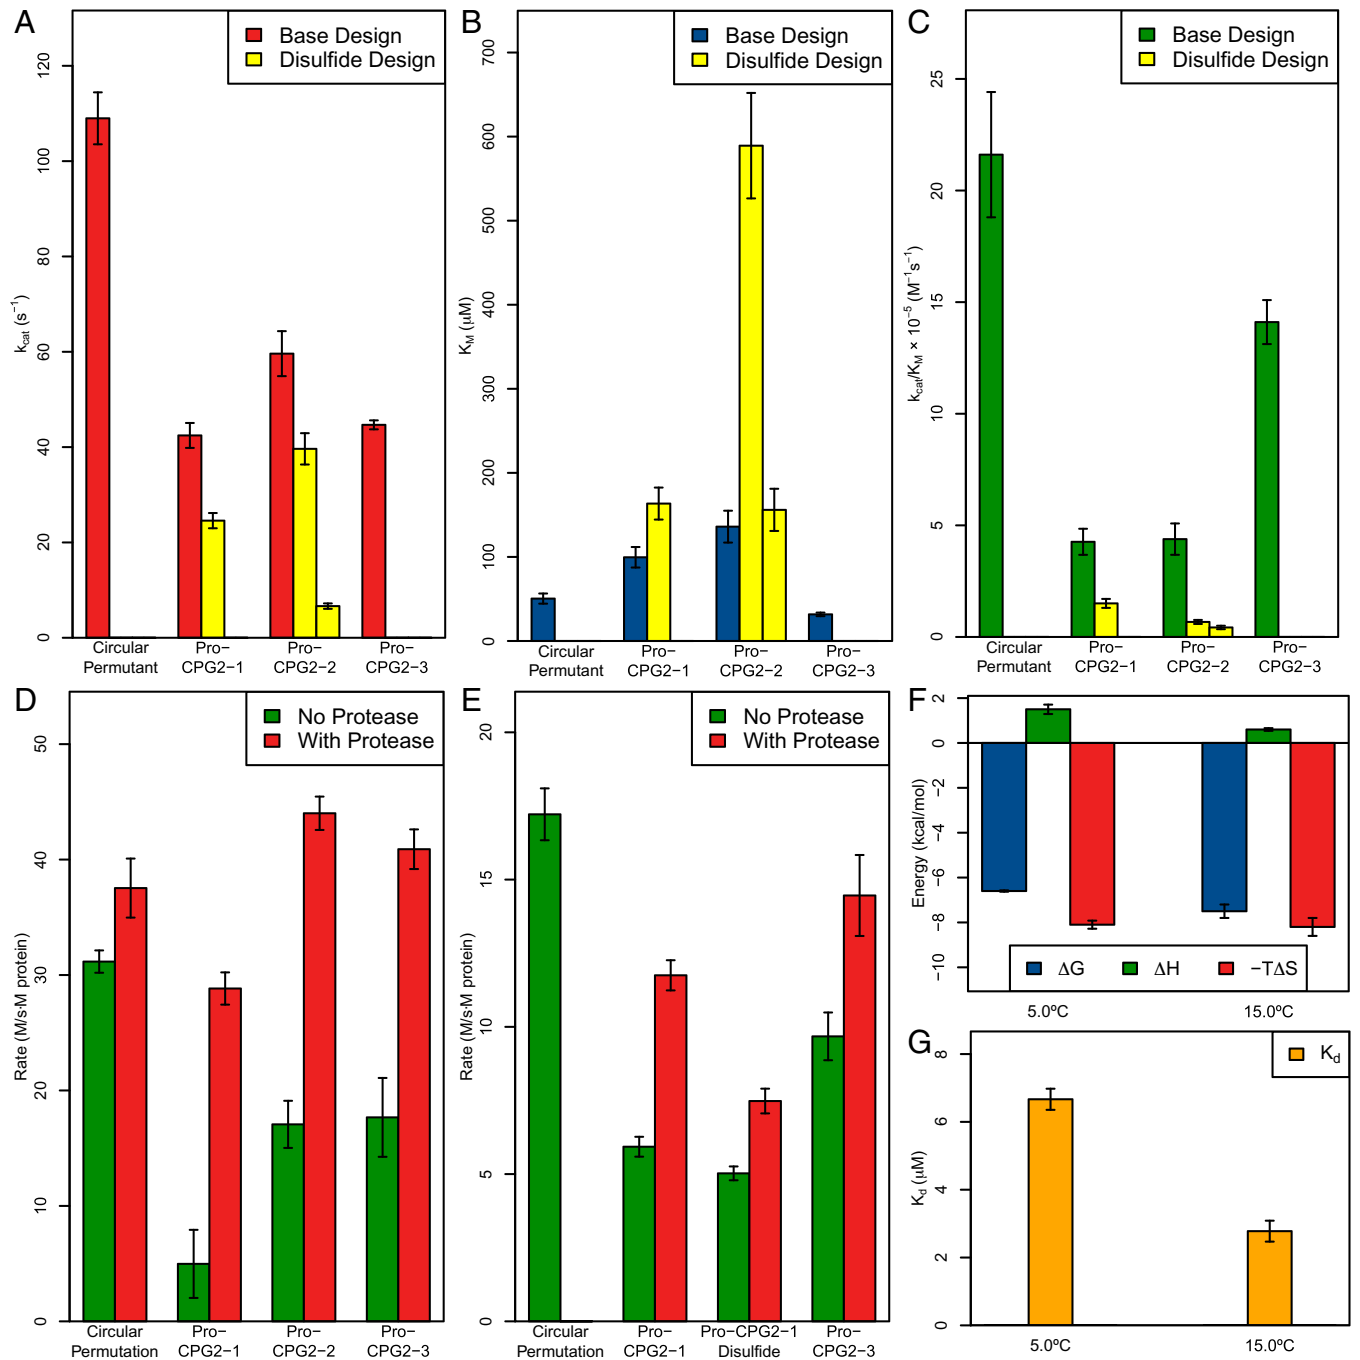 A
Base Design
Disulfide Design
k_cat (s⁻¹)
0
20
40
60
80
100
120
Circular Permutant
Pro−CPG2−1
Pro−CPG2−2
Pro−CPG2−3
B
Base Design
Disulfide Design
K_M (μM)
0
100
200
300
400
500
600
700
Circular Permutant
Pro−CPG2−1
Pro−CPG2−2
Pro−CPG2−3
C
Base Design
Disulfide Design
k_cat/K_M × 10⁻⁵ (M⁻¹s⁻¹)
0
5
10
15
20
25
Circular Permutant
Pro−CPG2−1
Pro−CPG2−2
Pro−CPG2−3
D
No Protease
With Protease
Rate (M/s·M protein)
0
10
20
30
40
50
Circular Permutation
Pro−CPG2−1
Pro−CPG2−2
Pro−CPG2−3
E
No Protease
With Protease
Rate (M/s·M protein)
0
5
10
15
20
Circular Permutation
Pro−CPG2−1
Pro−CPG2−1 Disulfide
Pro−CPG2−3
F
Energy (kcal/mol)
2
0
−2
−4
−6
−8
−10
ΔG
ΔH
−TΔS
5.0ºC
15.0ºC
G
K_d
K_d (μM)
0
2
4
6
8
5.0ºC
15.0ºC